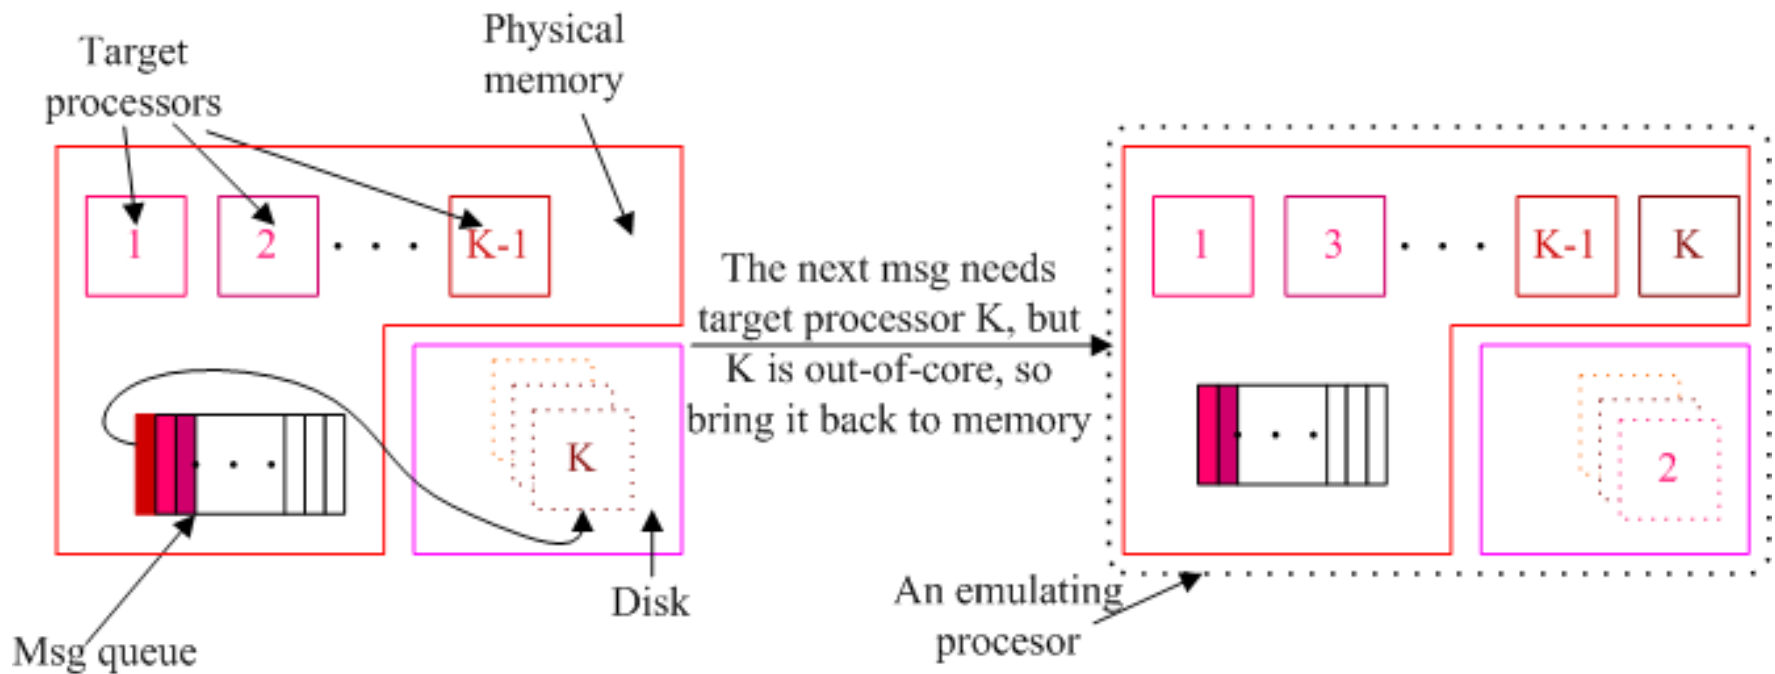 Target
processors
Physical
memory
1
2
. . .
K-1
K
Disk
Msg queue
The next msg needs
target processor K, but
K is out-of-core, so
bring it back to memory
1
3
. . .
K-1
K
. . .
2
An emulating
procesor